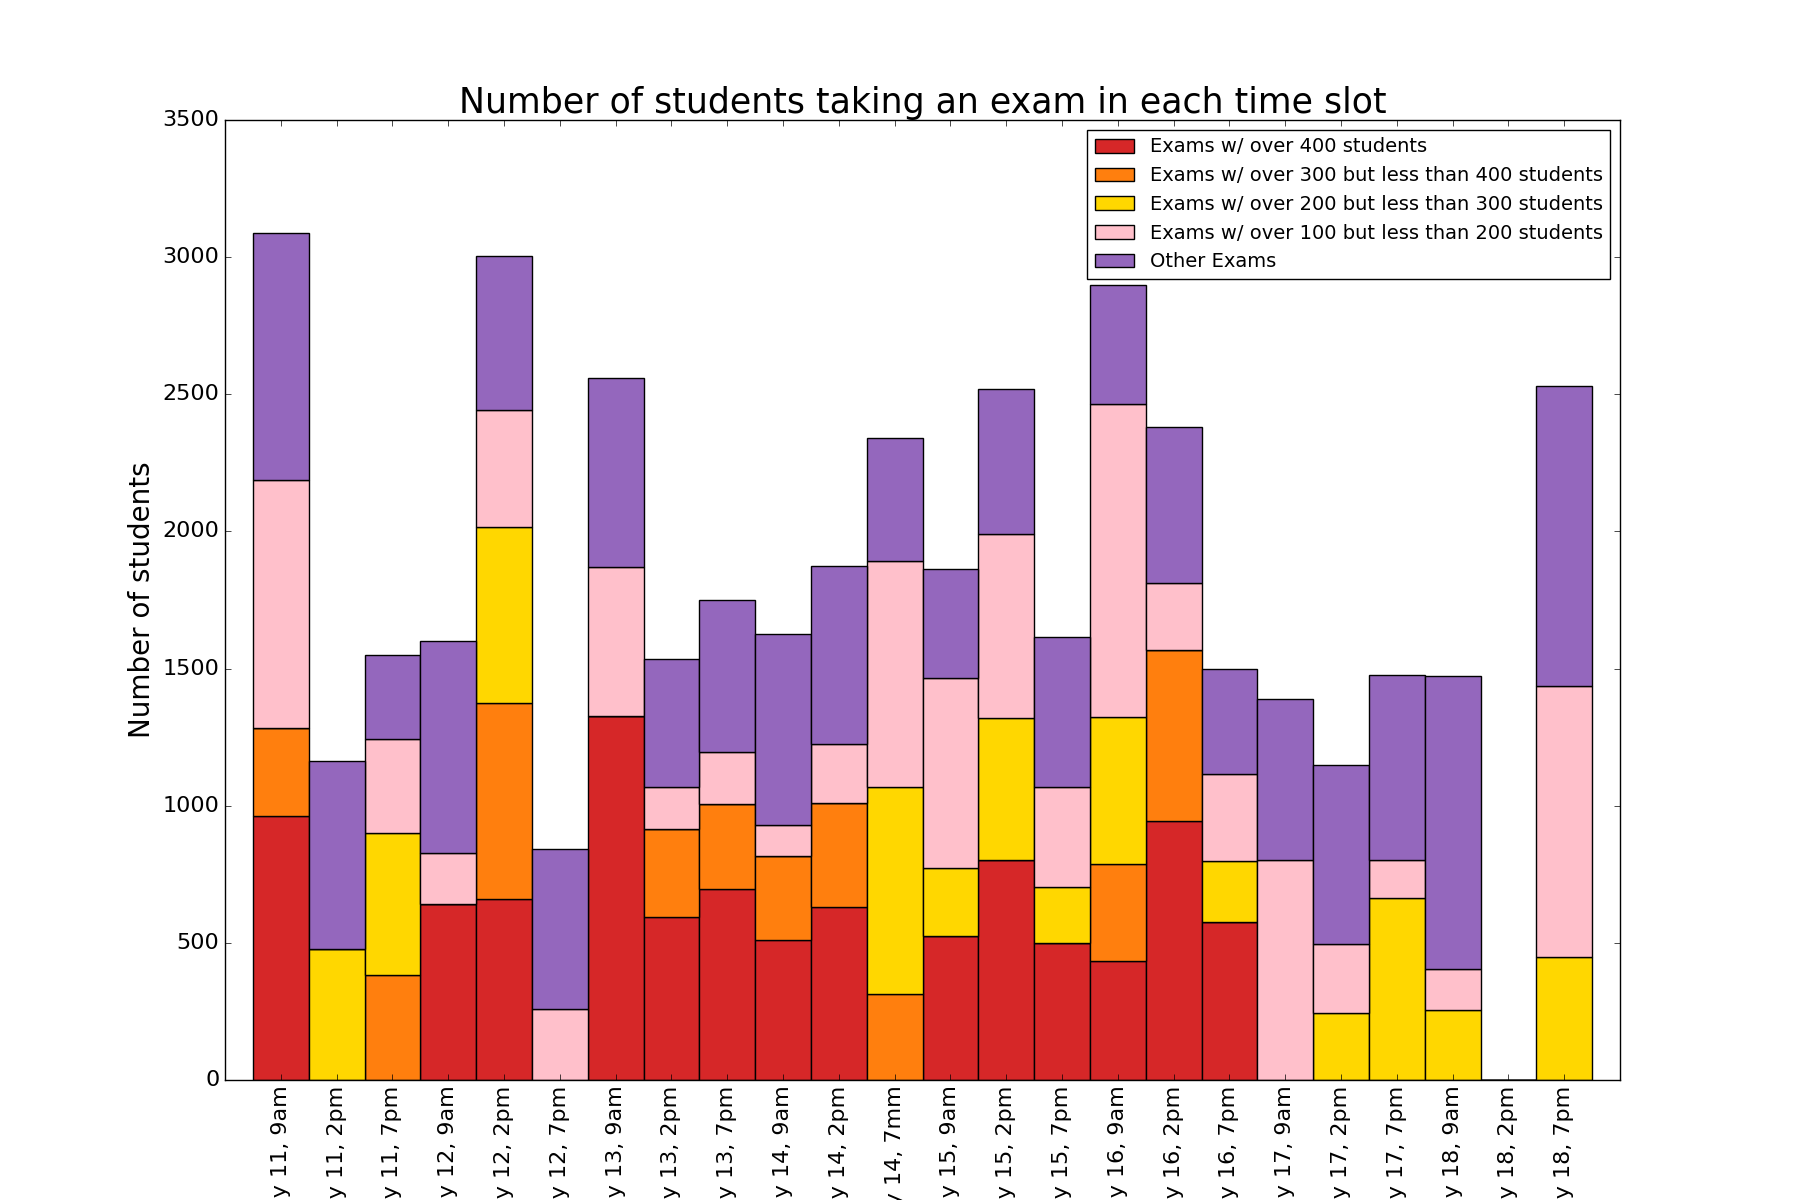 Number of students taking an exam in each time slot
3500
3000
2500
2000
1500
1000
500
0
Number of students
Exams w/ over 400 students
Exams w/ over 300 but less than 400 students
Exams w/ over 200 but less than 300 students
Exams w/ over 100 but less than 200 students
Other Exams
y 11, 9am
y 11, 2pm
y 11, 7pm
y 12, 9am
y 12, 2pm
y 12, 7pm
y 13, 9am
y 13, 2pm
y 13, 7pm
y 14, 9am
y 14, 2pm
y 14, 7mm
y 15, 9am
y 15, 2pm
y 15, 7pm
y 16, 9am
y 16, 2pm
y 16, 7pm
y 17, 9am
y 17, 2pm
y 17, 7pm
y 18, 9am
y 18, 2pm
y 18, 7pm